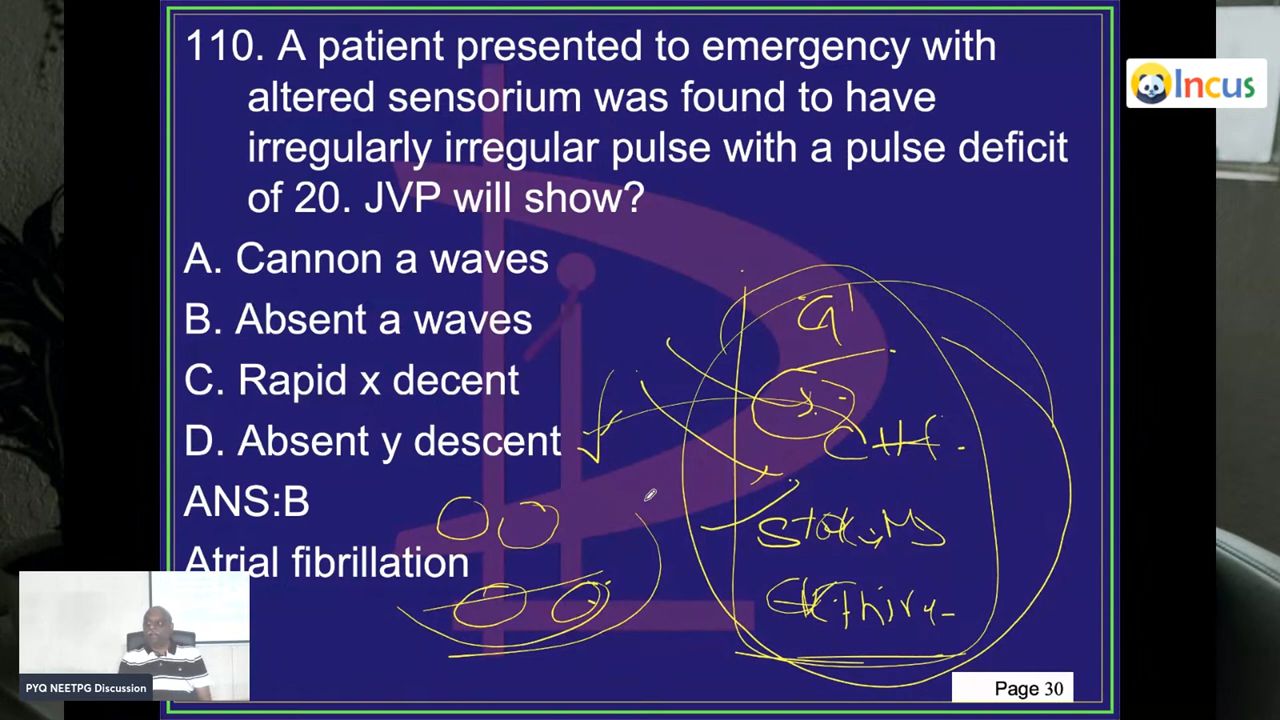 110. A patient presented to emergency with
altered sensorium was found to have
irregularly irregular pulse with a pulse deficit
of 20. JVP will show?
A. Cannon a waves
B. Absent a waves
C. Rapid x decent
D. Absent y descent
ANS:B
Atrial fibrillation
Incus
PYQ NEETPG Discussion
Page 30